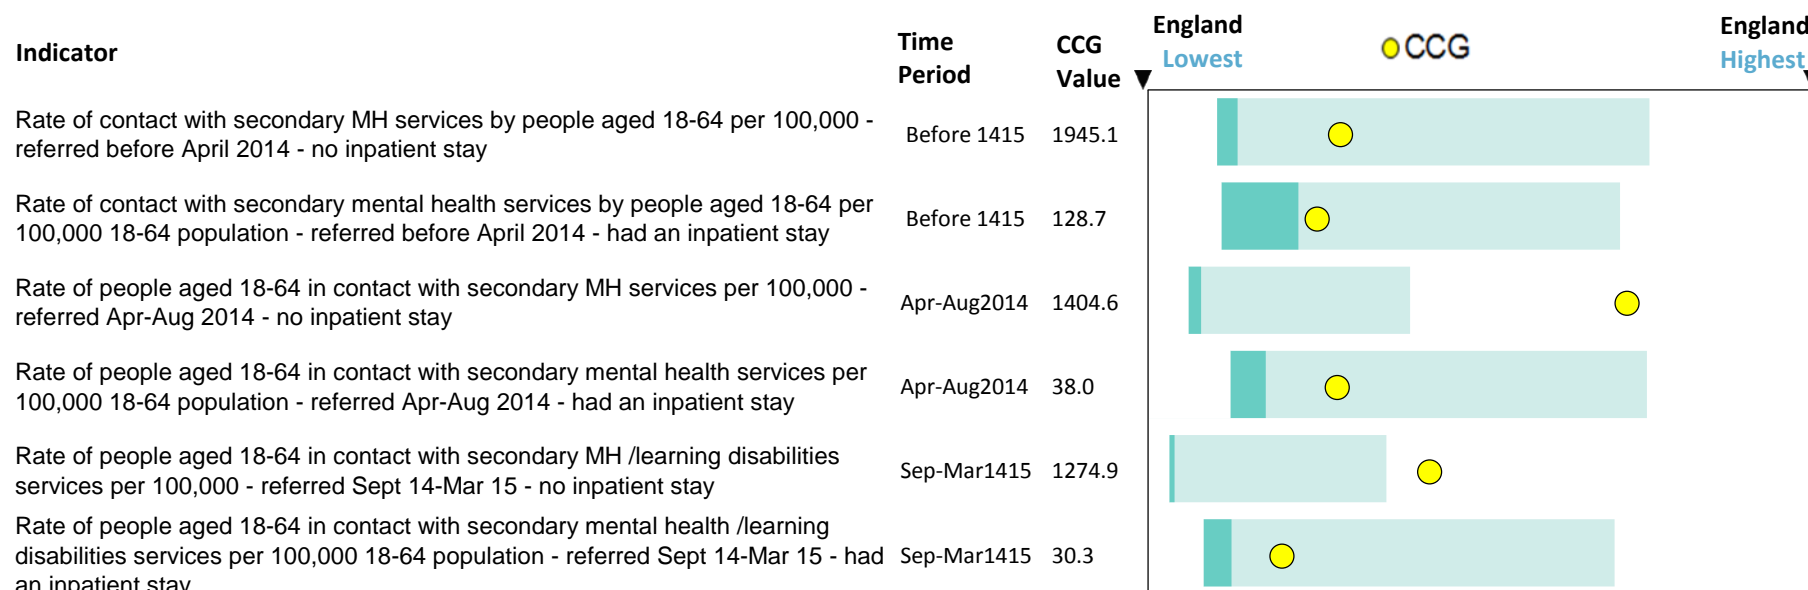 Indicator
Time Period
CCG Value
England Lowest
CCG
England Highest
Rate of contact with secondary MH services by people aged 18-64 per 100,000 -
referred before April 2014 - no inpatient stay
Before 1415 1945.1
Rate of contact with secondary mental health services by people aged 18-64 per
100,000 18-64 population - referred before April 2014 - had an inpatient stay
Before 1415 128.7
Rate of people aged 18-64 in contact with secondary MH services per 100,000 -
referred Apr-Aug 2014 - no inpatient stay
Apr-Aug2014 1404.6
Rate of people aged 18-64 in contact with secondary mental health services per
100,000 18-64 population - referred Apr-Aug 2014 - had an inpatient stay
Apr-Aug2014 38.0
Rate of people aged 18-64 in contact with secondary MH /learning disabilities
services per 100,000 - referred Sept 14-Mar 15 - no inpatient stay
Sep-Mar1415 1274.9
Rate of people aged 18-64 in contact with secondary mental health /learning
disabilities services per 100,000 18-64 population - referred Sept 14-Mar 15 - had
an inpatient stay
Sep-Mar1415 30.3